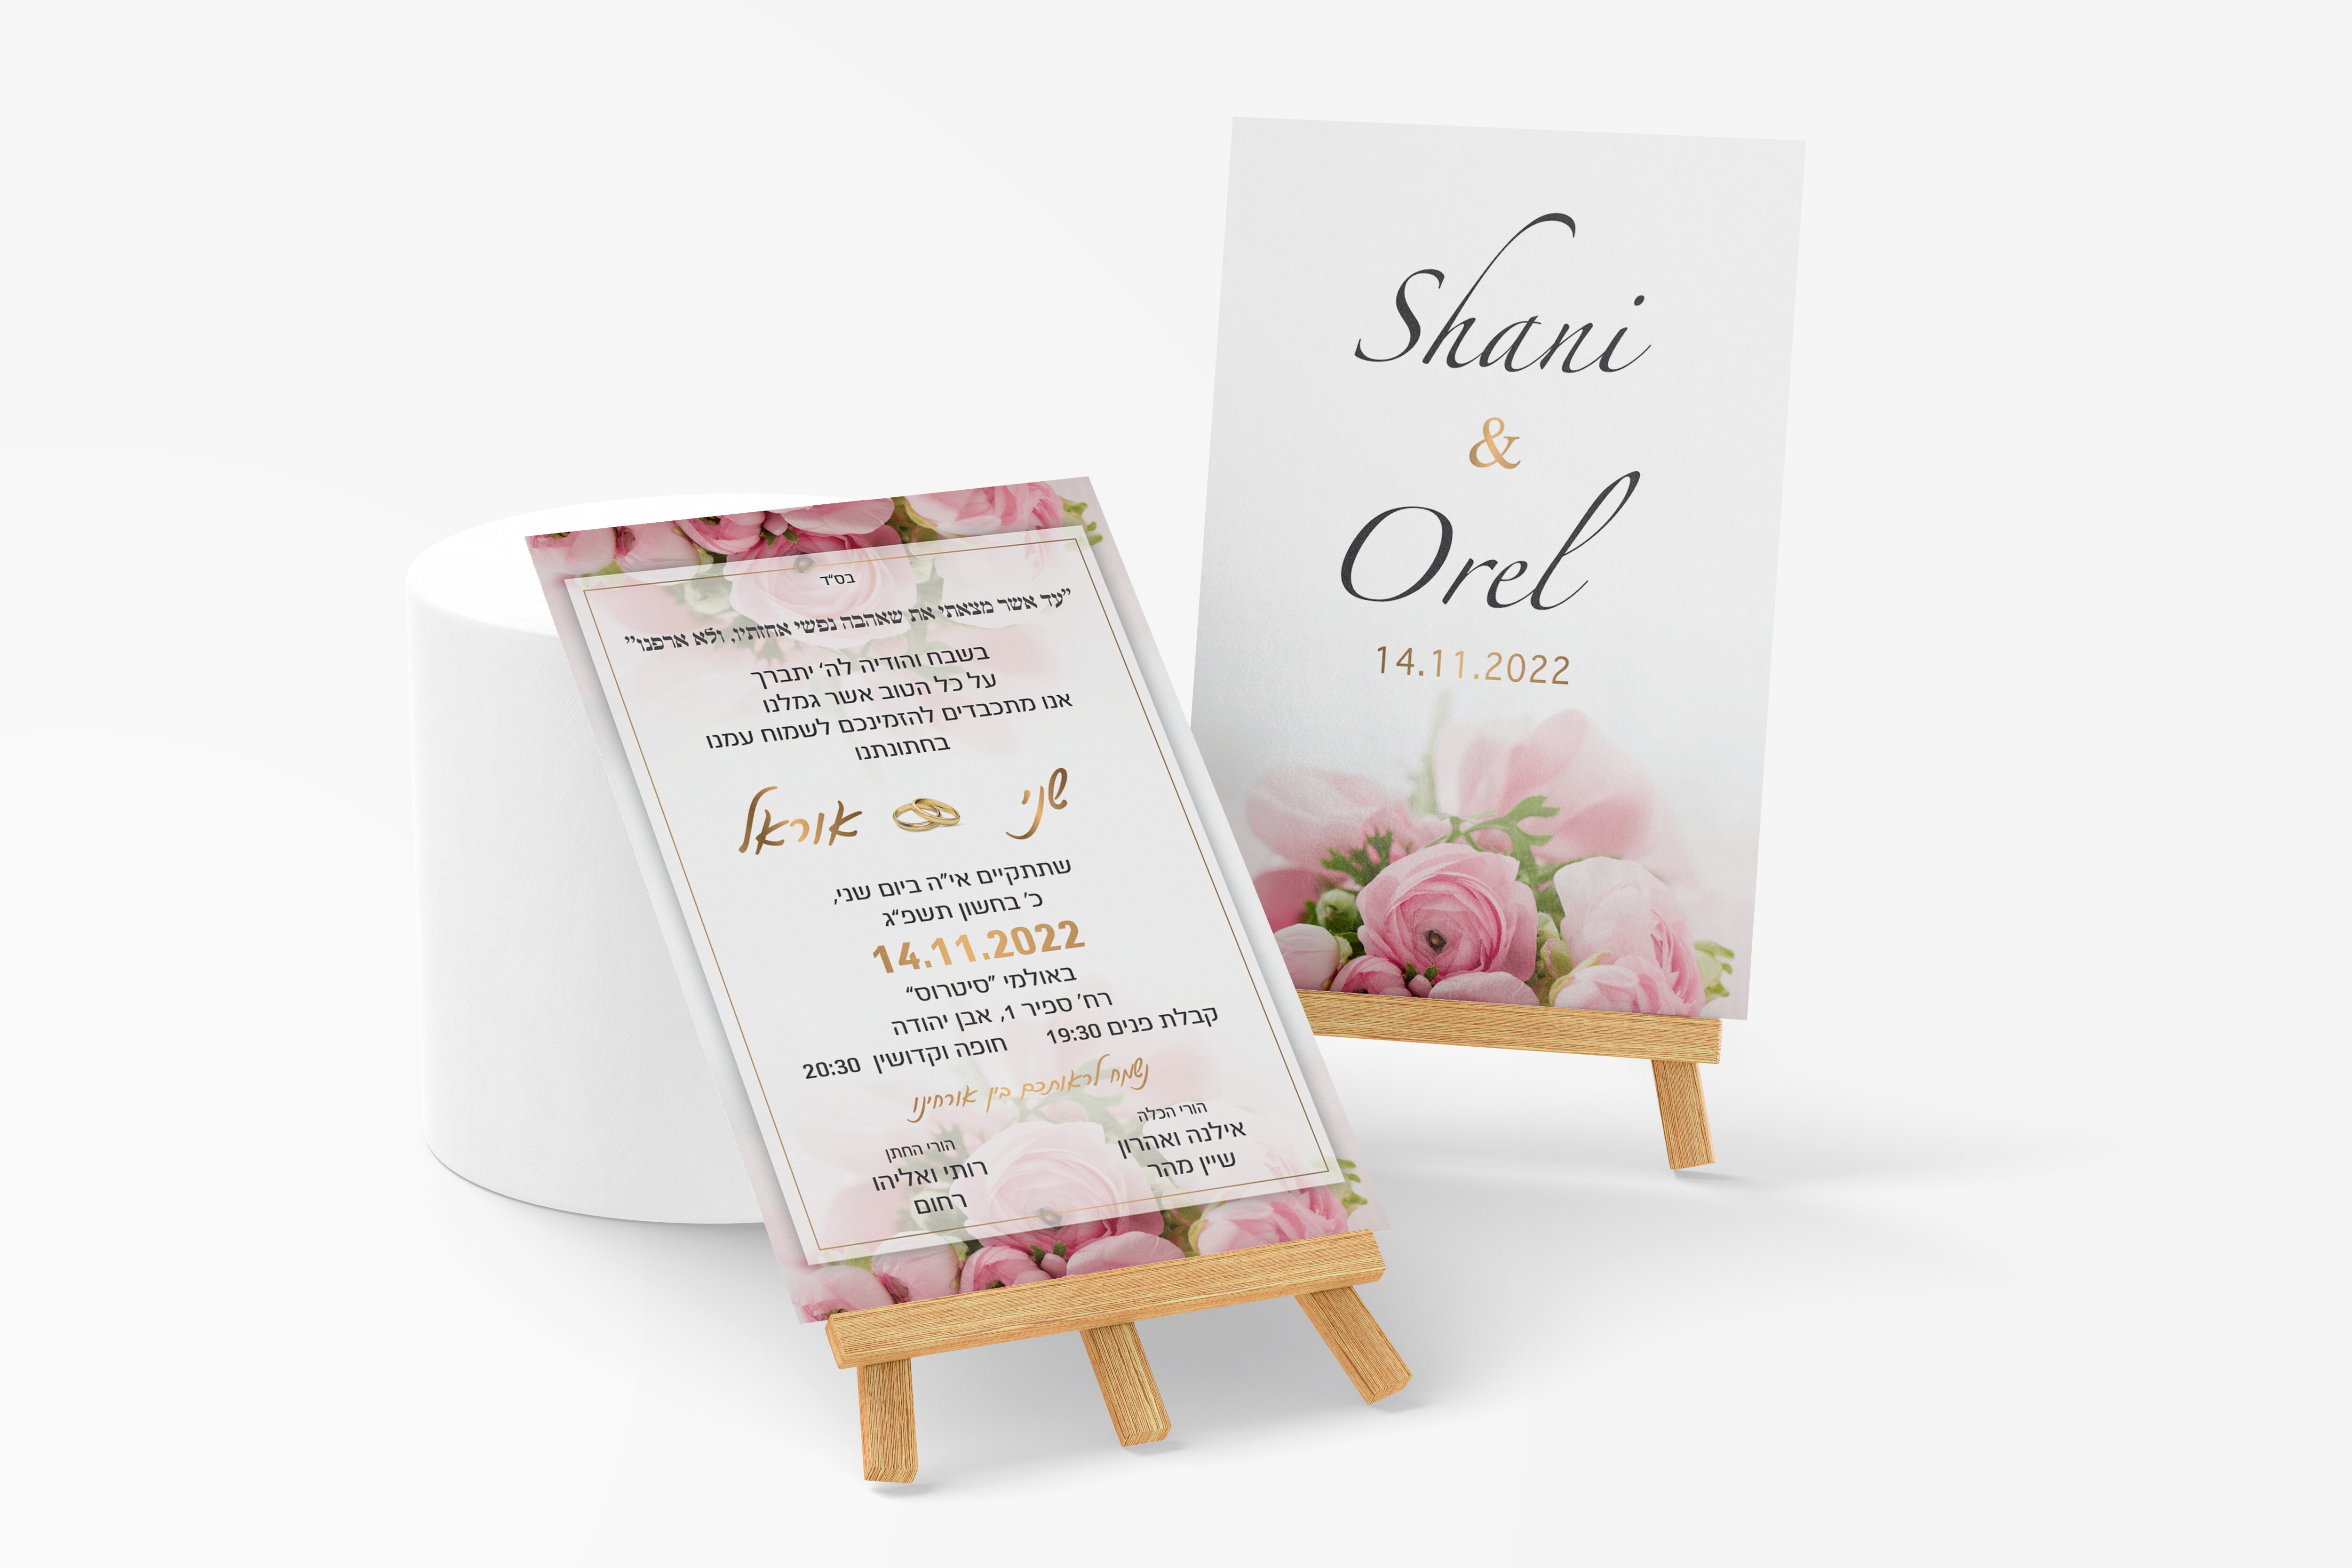 בס"ד
"עד אשר מצאתי את שאהבה נפשי אחזתיו, ולא ארפנו"
בשבח והודיה לה' יתברך
על כל הטוב אשר גמלנו
אנו מתכבדים להזמינכם לשמוח עמנו
בחתונתנו
שני אוראל
שתתקיים אי"ה ביום שני,
כ' בחשון תשפ"ג
14.11.2022
באולמי "סיטרוס"
רח' ספיר 1, אבן יהודה
קבלת פנים 19:30 חופה וקדושין 20:30
נשמח לראותכם בין אורחינו
הורי הכלה
אילנה ואהרון
שיין מהר
הורי החתן
רותי ואליהו
רחום
Shani
&
Orel
14.11.2022